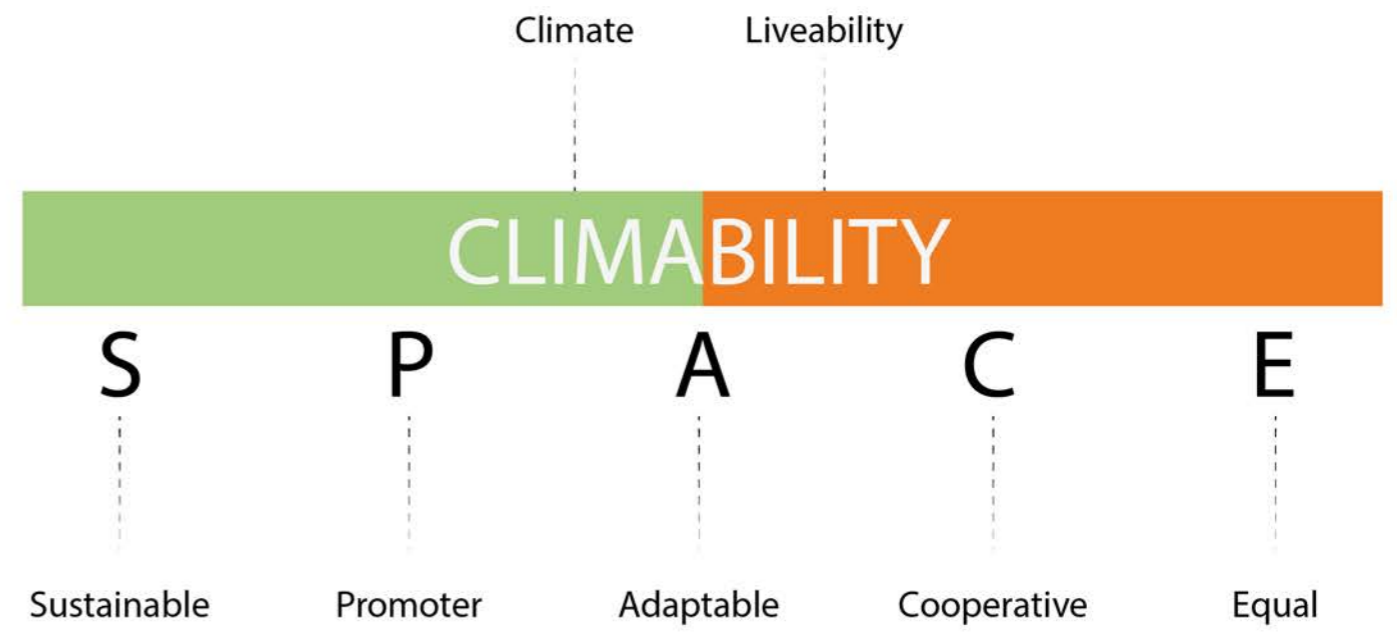 Climate Liveability
CLIMABILITY
S P A C E
Sustainable Promoter Adaptable Cooperative Equal